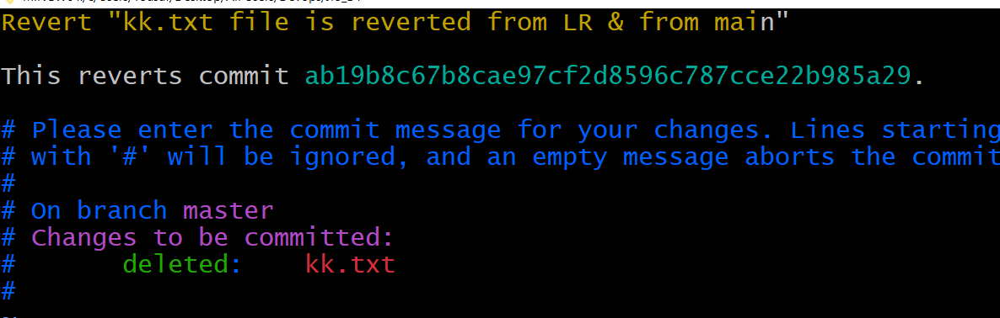 Revert "kk.txt file is reverted from LR & from main"
This reverts commit ab19b8c67b8cae97cf2d8596c787cce22b985a29.
# Please enter the commit message for your changes. Lines starting
# with '#' will be ignored, and an empty message aborts the commit
#
# On branch master
# Changes to be committed:
#       deleted:    kk.txt
#